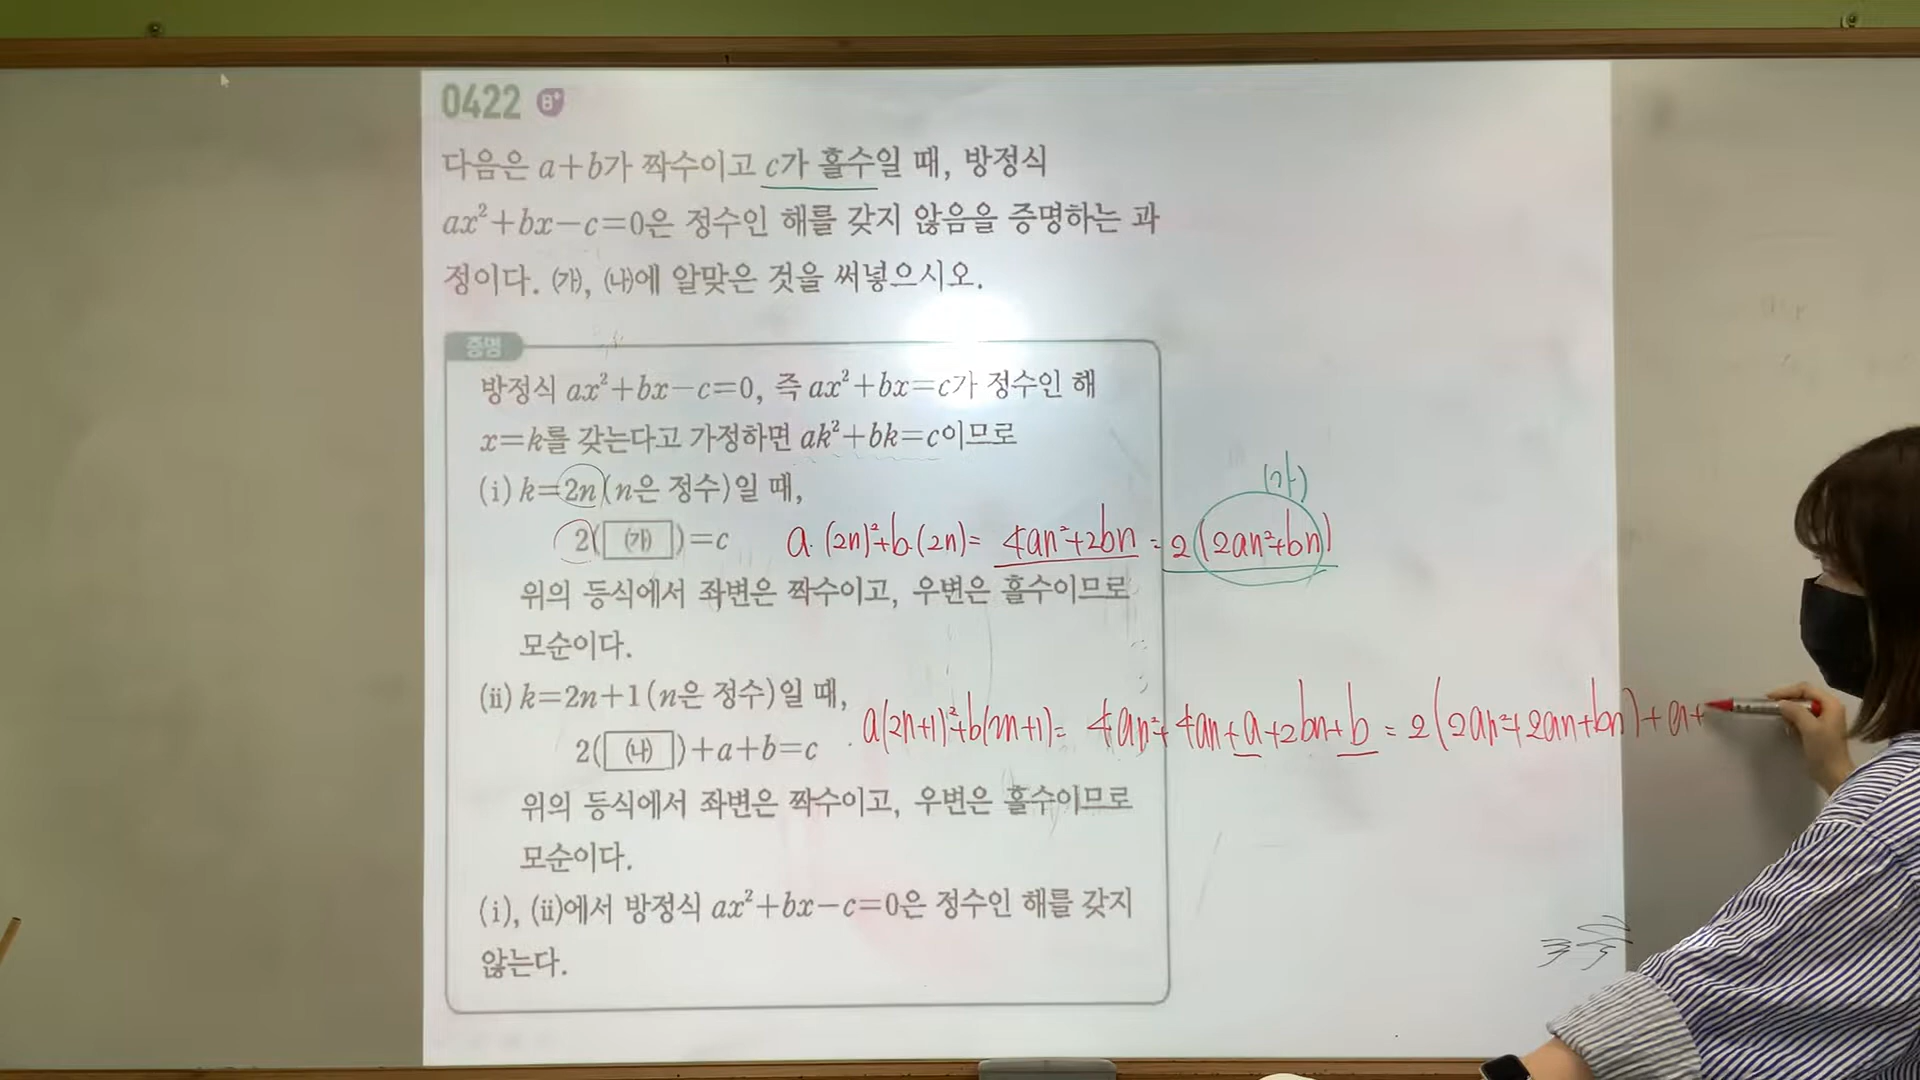 0422 B+
다음은 a+b가 짝수이고 c가 홀수일 때, 방정식
ax²+bx−c=0은 정수인 해를 갖지 않음을 증명하는 과
정이다. ㈎, ㈏에 알맞은 것을 써넣으시오.
증명
방정식 ax²+bx−c=0, 즉 ax²+bx=c가 정수인 해
x=k를 갖는다고 가정하면 ak²+bk=c이므로
(i) k=2n(n은 정수)일 때,
(가)
2( ㈎ )=c a·(2n)²+b·(2n)= 4an²+2bn = 2(2an²+bn)
위의 등식에서 좌변은 짝수이고, 우변은 홀수이므로
모순이다.
(ii) k=2n+1(n은 정수)일 때,
a(2n+1)²+b(2n+1)= 4an²+4an+a+2bn+b = 2(2an²+2an+bn)+a+
2( ㈏ )+a+b=c
위의 등식에서 좌변은 짝수이고, 우변은 홀수이므로
모순이다.
(i), (ii)에서 방정식 ax²+bx−c=0은 정수인 해를 갖지
않는다.